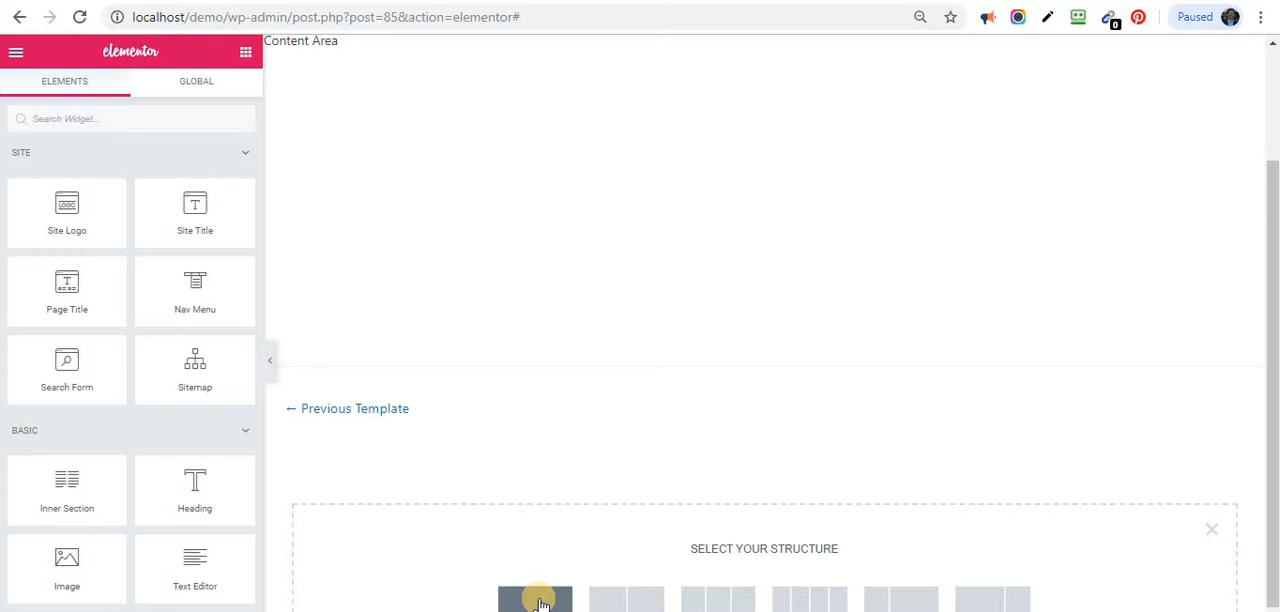 localhost/demo/wp-admin/post.php?post=85&action=elementor#
0
Paused
elementor
Content Area
ELEMENTS
GLOBAL
Search Widget...
SITE
Site Logo
Site Title
Page Title
Nav Menu
Search Form
Sitemap
← Previous Template
BASIC
Inner Section
Heading
SELECT YOUR STRUCTURE
Image
Text Editor